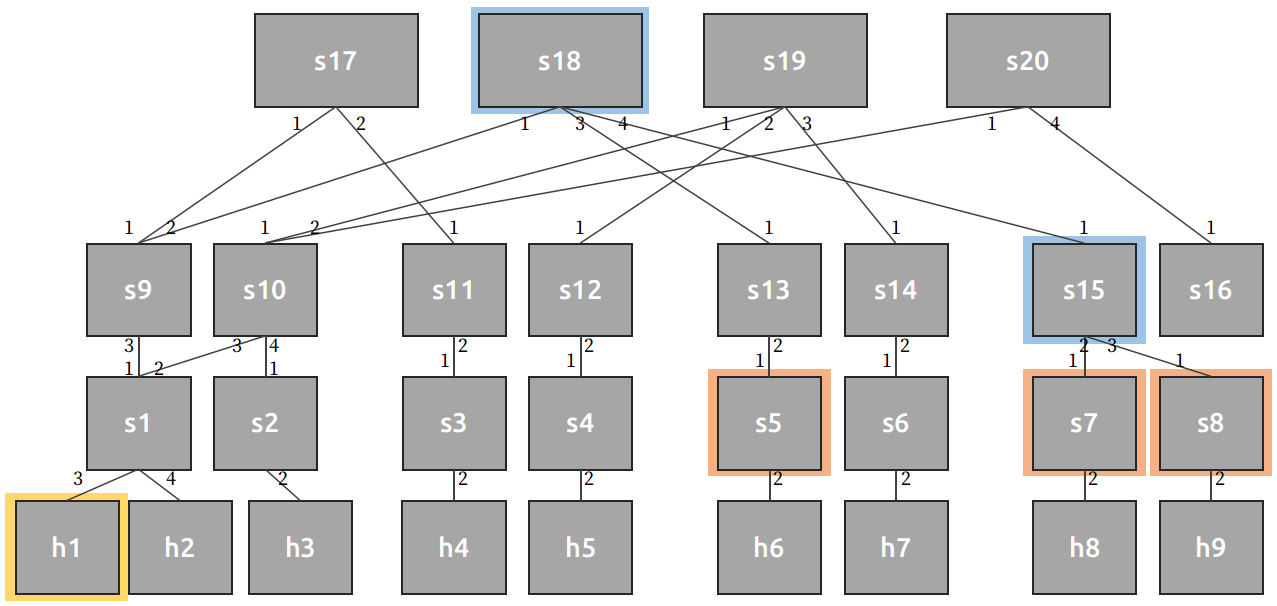 s17 s18 s19 s20
1 2 1 3 4 1 2 3 1 4
1 2 1 2 1 1 1 1 1 1
s9 s10 s11 s12 s13 s14 s15 s16
3 3 4 2 2 2 2 2 3
1 2 1 1 1 1 1 1 1
s1 s2 s3 s4 s5 s6 s7 s8
3 4 2 2 2 2 2 2 2
h1 h2 h3 h4 h5 h6 h7 h8 h9